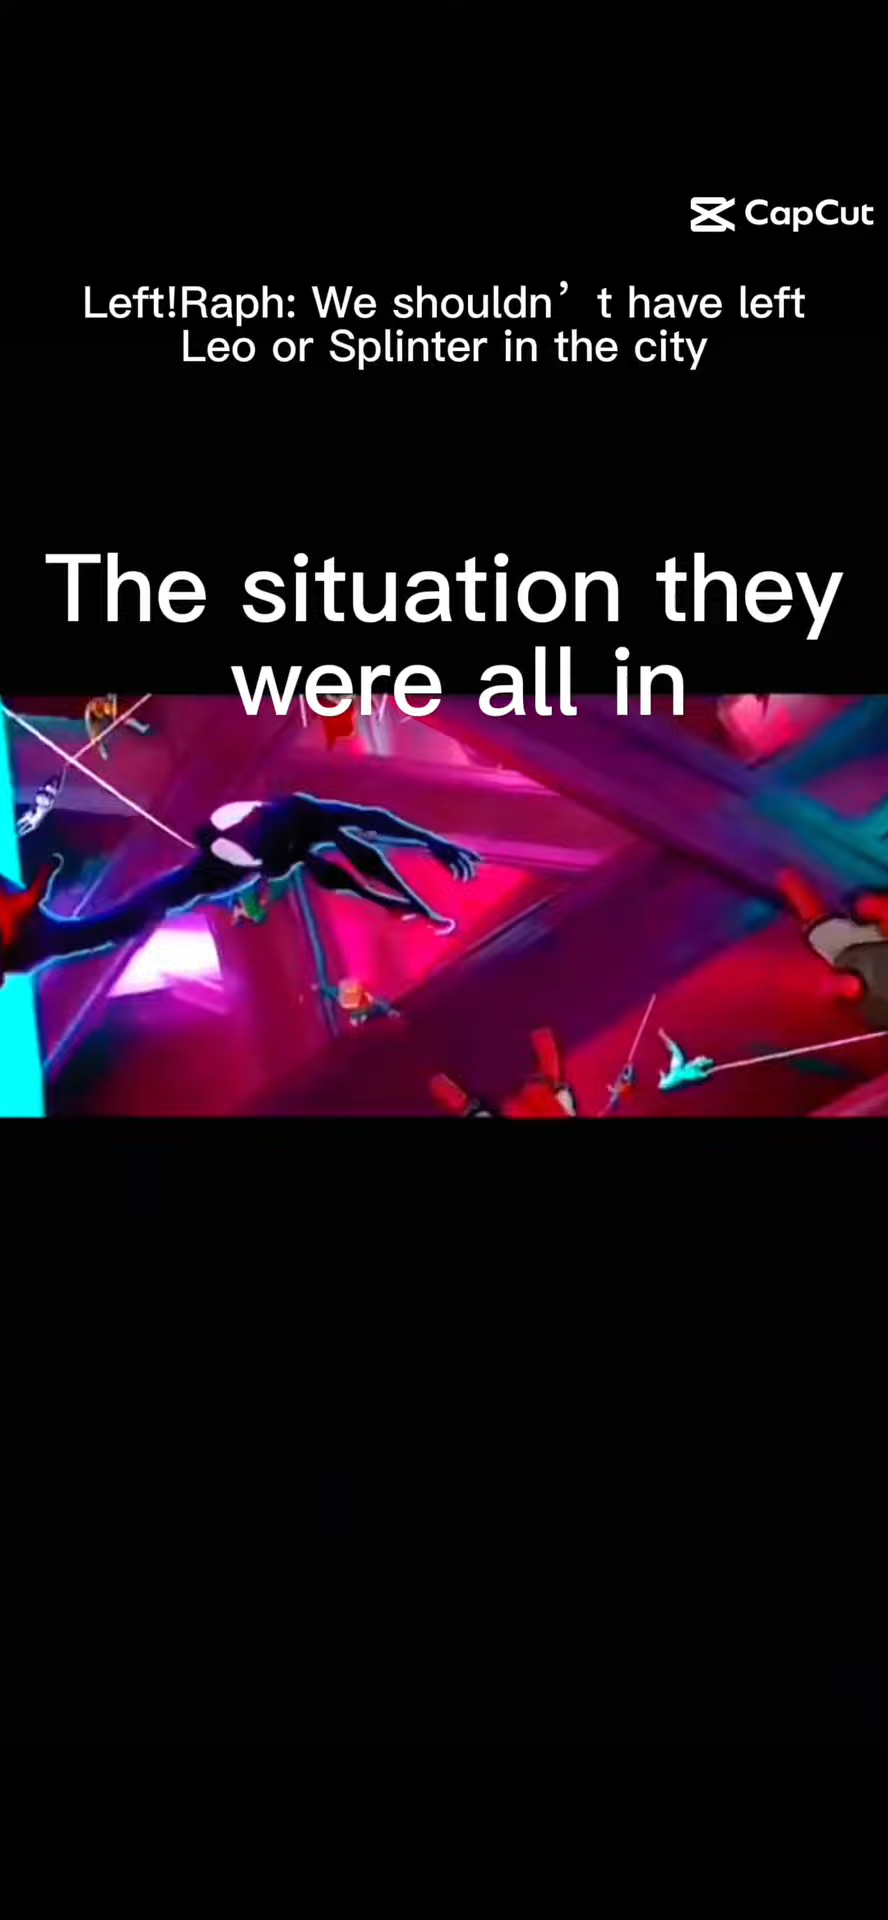 CapCut
Left!Raph: We shouldn’t have left
Leo or Splinter in the city
The situation they
were all in